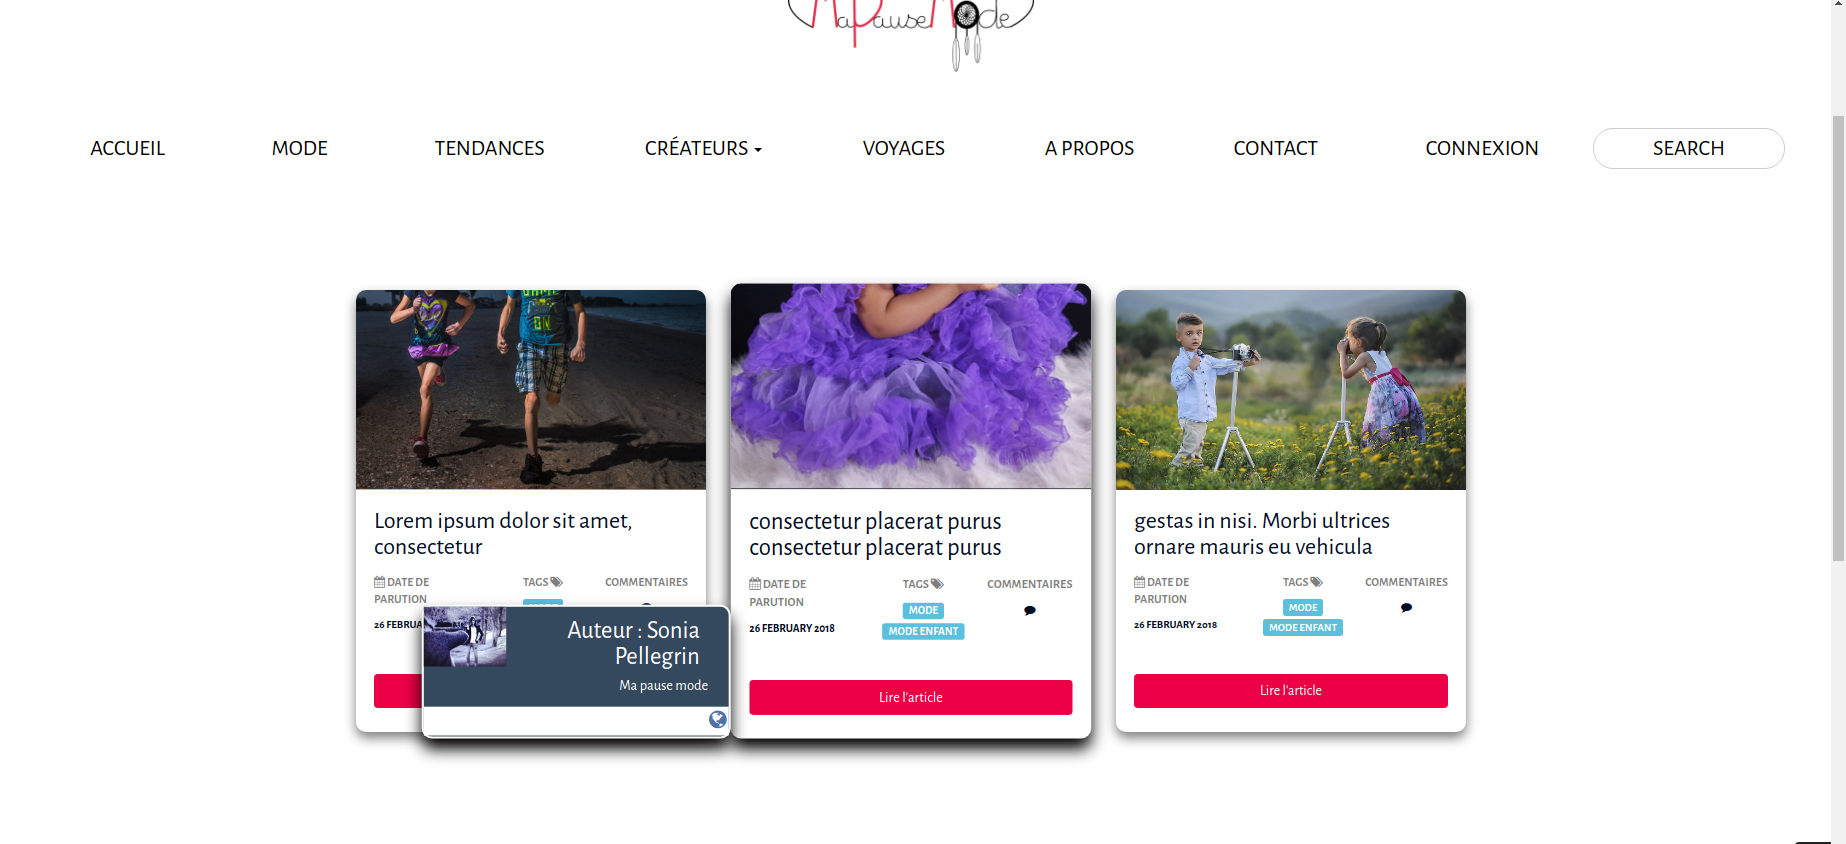 MaPauseMode
ACCUEIL
MODE
TENDANCES
CRÉATEURS
VOYAGES
A PROPOS
CONTACT
CONNEXION
SEARCH
GAME
ON
Lorem ipsum dolor sit amet,
consectetur
DATE DE
PARUTION
TAGS
COMMENTAIRES
26 FEBRUA
Auteur : Sonia
Pellegrin
Ma pause mode
consectetur placerat purus
consectetur placerat purus
DATE DE
PARUTION
TAGS
COMMENTAIRES
26 FEBRUARY 2018
MODE
MODE ENFANT
Lire l'article
gestas in nisi. Morbi ultrices
ornare mauris eu vehicula
DATE DE
PARUTION
TAGS
COMMENTAIRES
26 FEBRUARY 2018
MODE
MODE ENFANT
Lire l'article